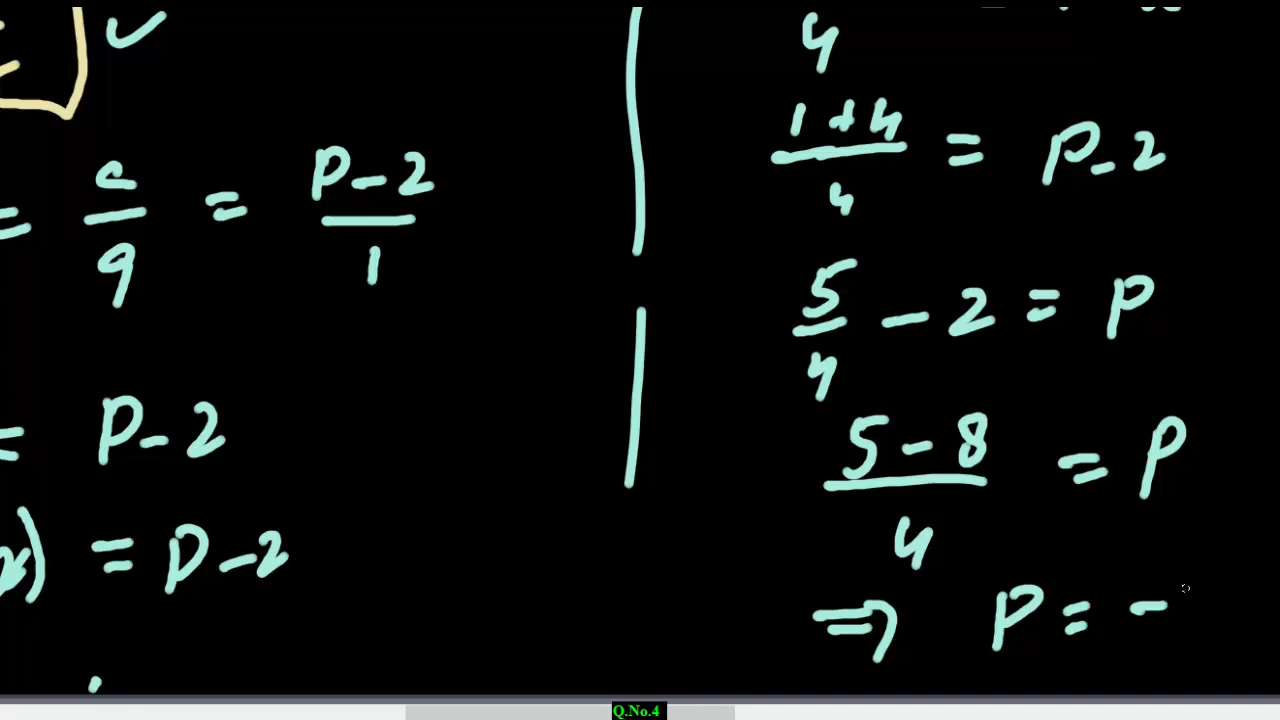 = c/9 = P-2/1
= P-2
x) = P-2
4
1+4/4 = P-2
5/4 - 2 = P
5-8/4 = P
⇒ P = -
Q.No.4